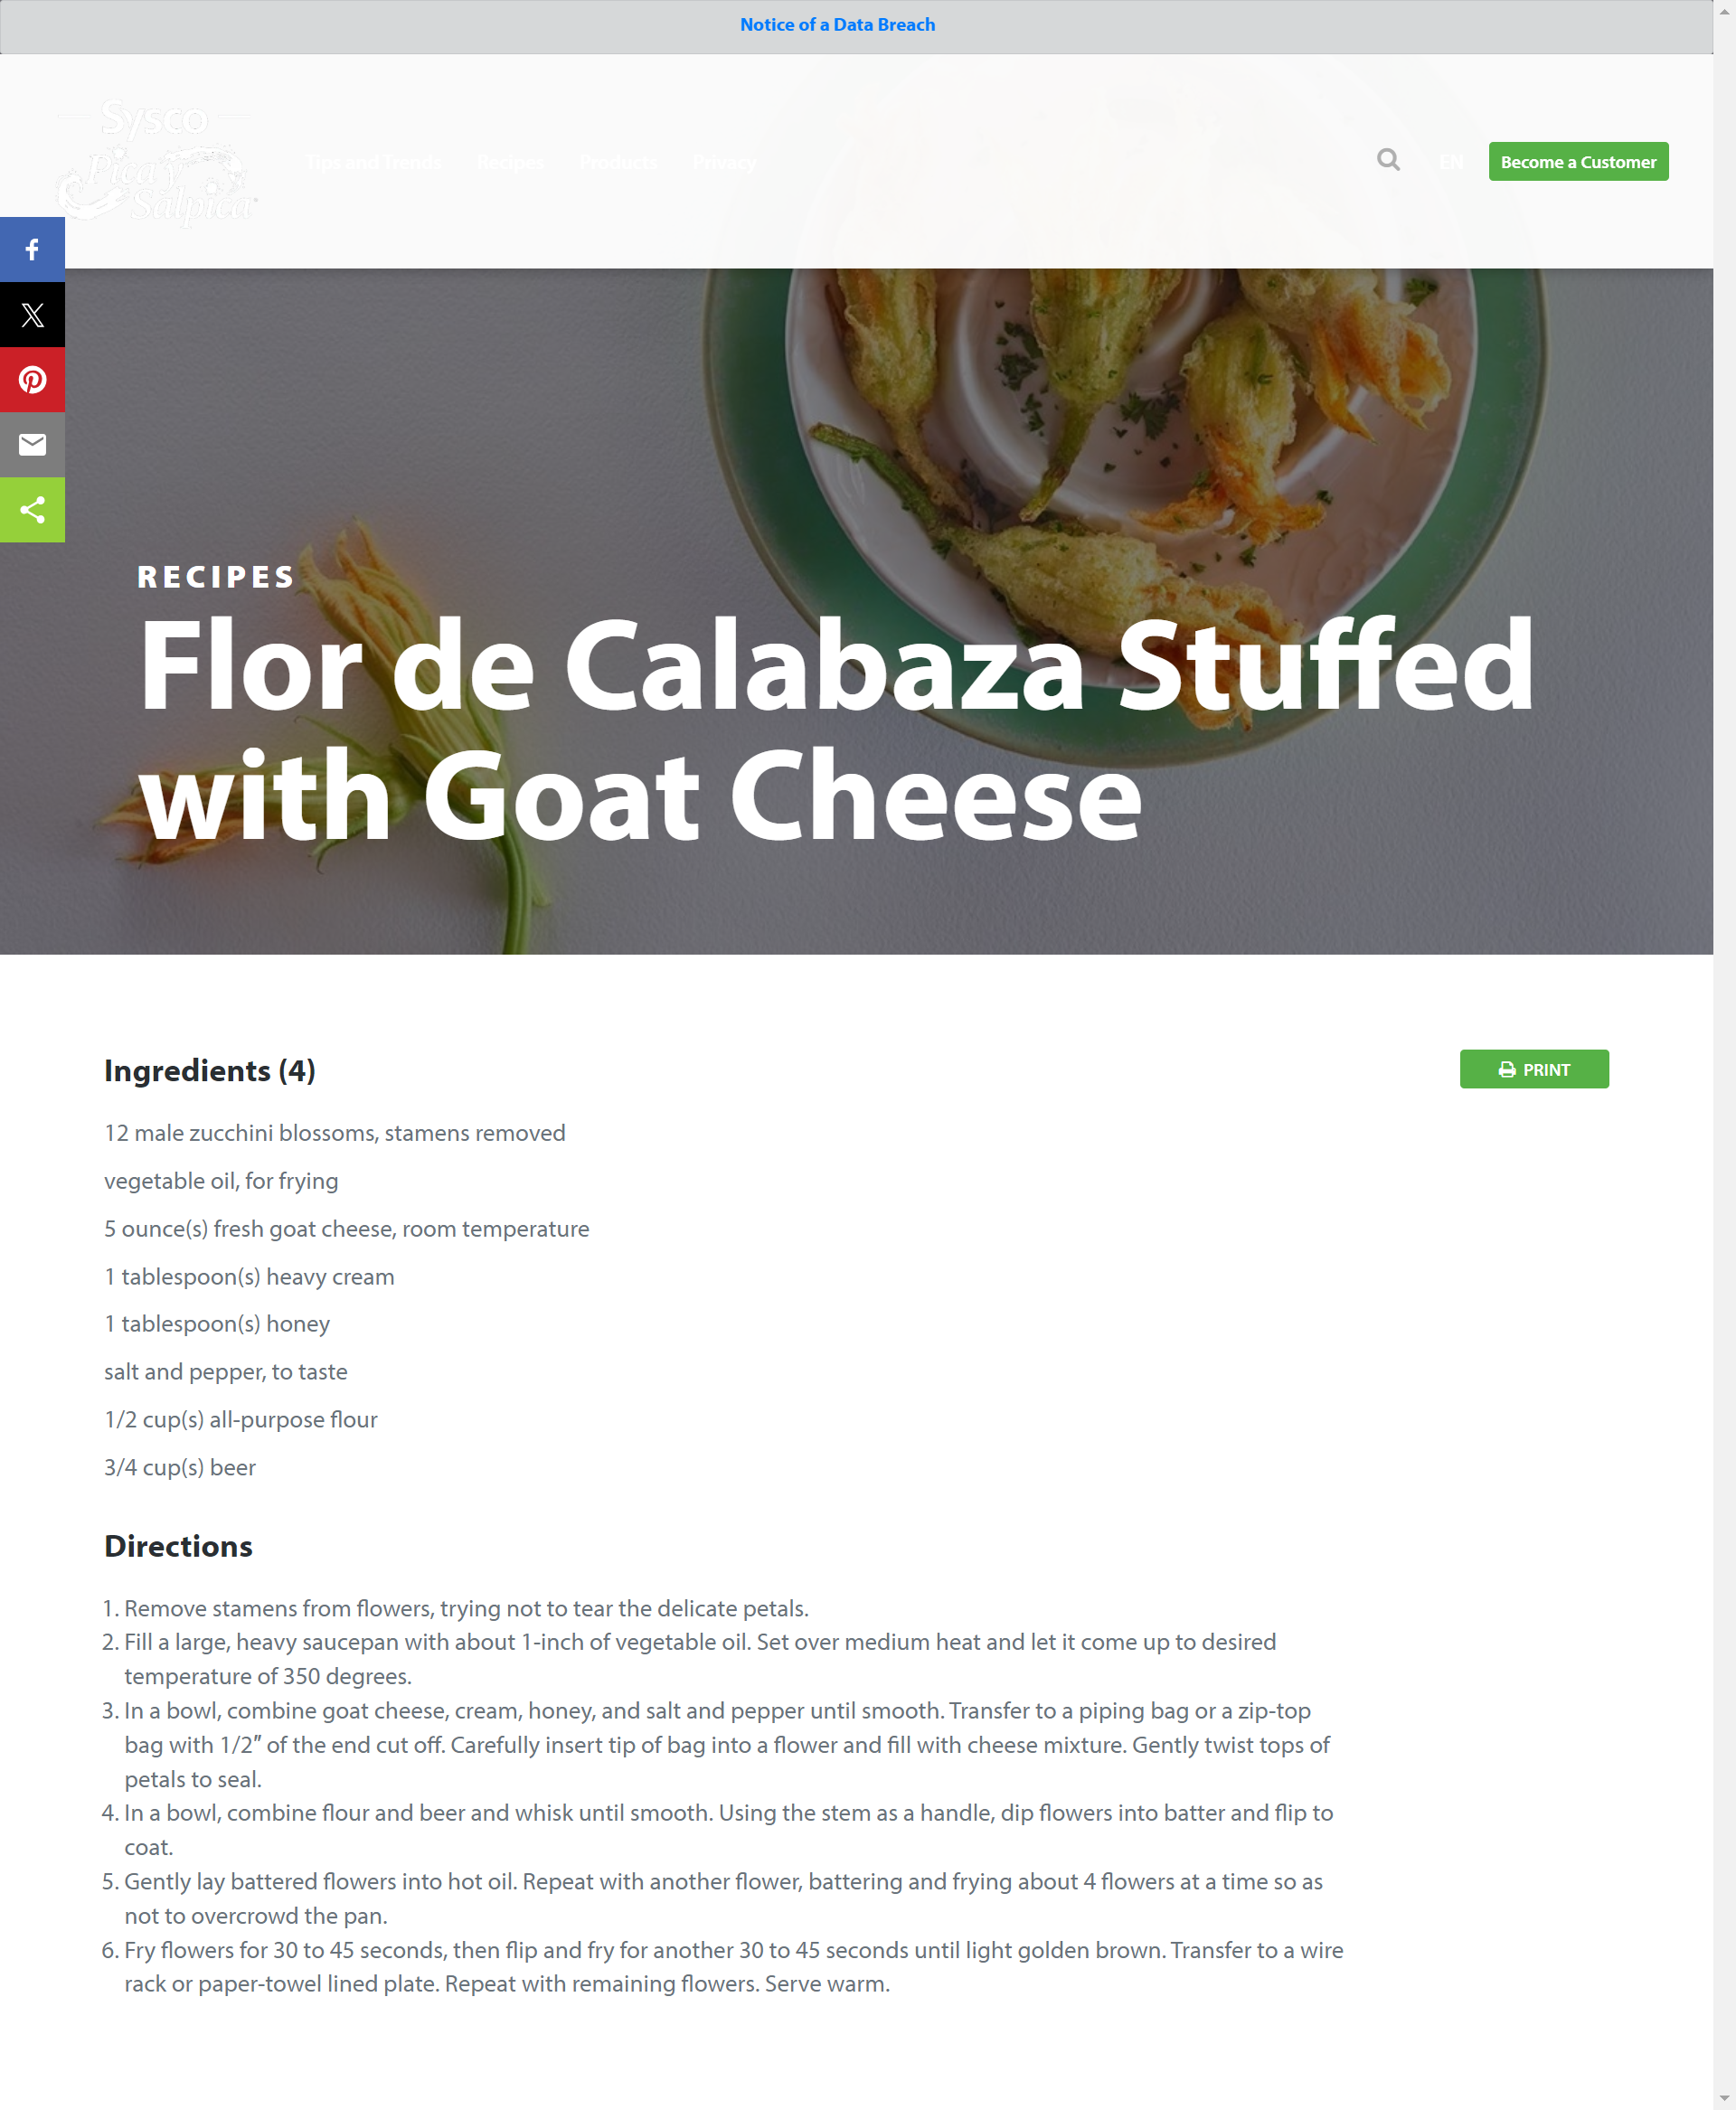 Notice of a Data Breach
Sysco
Pica y
Salpica
Tips and Trends
Recipes
Products
Privacy
EN
Become a Customer
RECIPES
Flor de Calabaza Stuffed
with Goat Cheese
Ingredients (4)
PRINT
12 male zucchini blossoms, stamens removed
vegetable oil, for frying
5 ounce(s) fresh goat cheese, room temperature
1 tablespoon(s) heavy cream
1 tablespoon(s) honey
salt and pepper, to taste
1/2 cup(s) all-purpose flour
3/4 cup(s) beer
Directions
1. Remove stamens from flowers, trying not to tear the delicate petals.
2. Fill a large, heavy saucepan with about 1-inch of vegetable oil. Set over medium heat and let it come up to desired
temperature of 350 degrees.
3. In a bowl, combine goat cheese, cream, honey, and salt and pepper until smooth. Transfer to a piping bag or a zip-top
bag with 1/2” of the end cut off. Carefully insert tip of bag into a flower and fill with cheese mixture. Gently twist tops of
petals to seal.
4. In a bowl, combine flour and beer and whisk until smooth. Using the stem as a handle, dip flowers into batter and flip to
coat.
5. Gently lay battered flowers into hot oil. Repeat with another flower, battering and frying about 4 flowers at a time so as
not to overcrowd the pan.
6. Fry flowers for 30 to 45 seconds, then flip and fry for another 30 to 45 seconds until light golden brown. Transfer to a wire
rack or paper-towel lined plate. Repeat with remaining flowers. Serve warm.